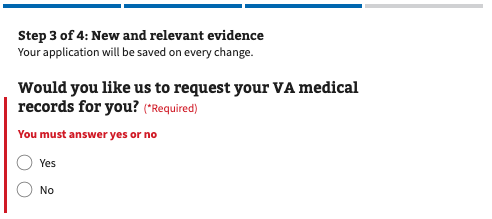 Step 3 of 4: New and relevant evidence
Your application will be saved on every change.
Would you like us to request your VA medical
records for you? (*Required)
You must answer yes or no
Yes
No